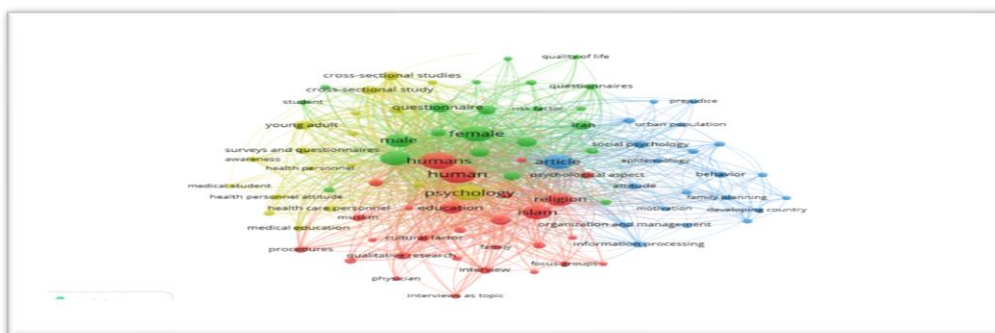 quality of life
cross-sectional studies
cross-sectional study
questionnaires
student
questionnaire
risk factor
prejudice
young adult
iran
urban population
male
female
social psychology
surveys and questionnaires
awareness
humans
article
epidemiology
health personnel
human
psychological aspect
behavior
medical student
attitude
health personnel attitude
psychology
religion
family planning
health care personnel
education
islam
motivation
developing country
muslim
medical education
organization and management
cultural factor
procedures
family
information processing
qualitative research
interview
focus groups
physician
interviews as topic